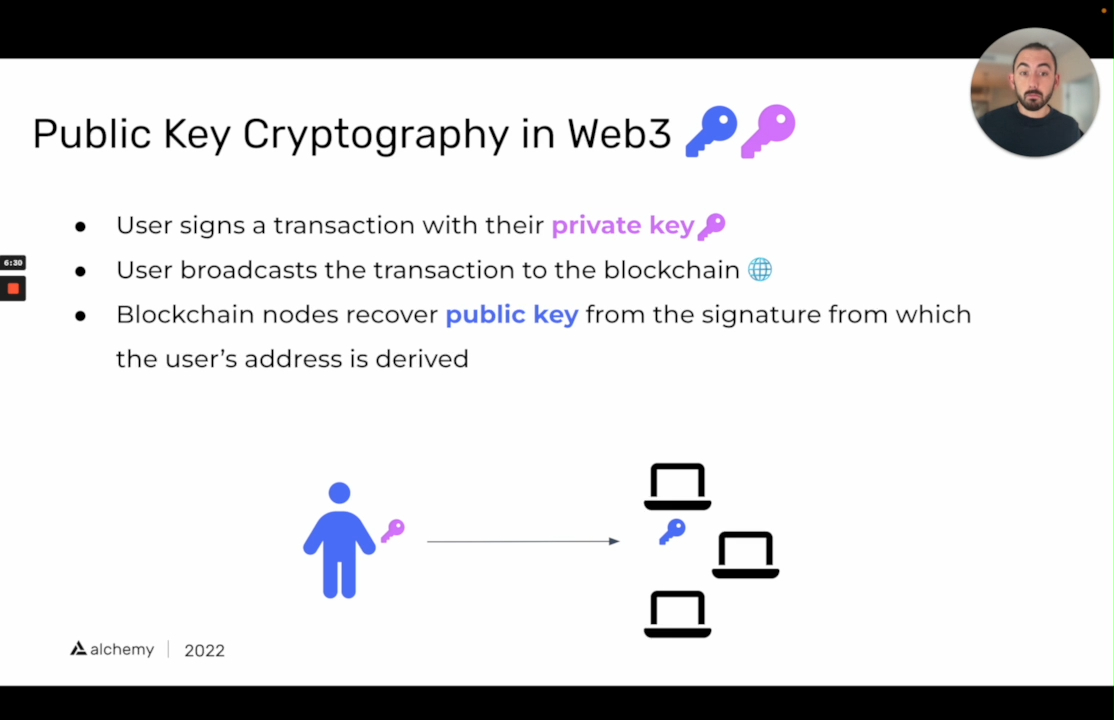 Public Key Cryptography in Web3
User signs a transaction with their private key
User broadcasts the transaction to the blockchain
6:30
Blockchain nodes recover public key from the signature from which
the user's address is derived
alchemy 2022